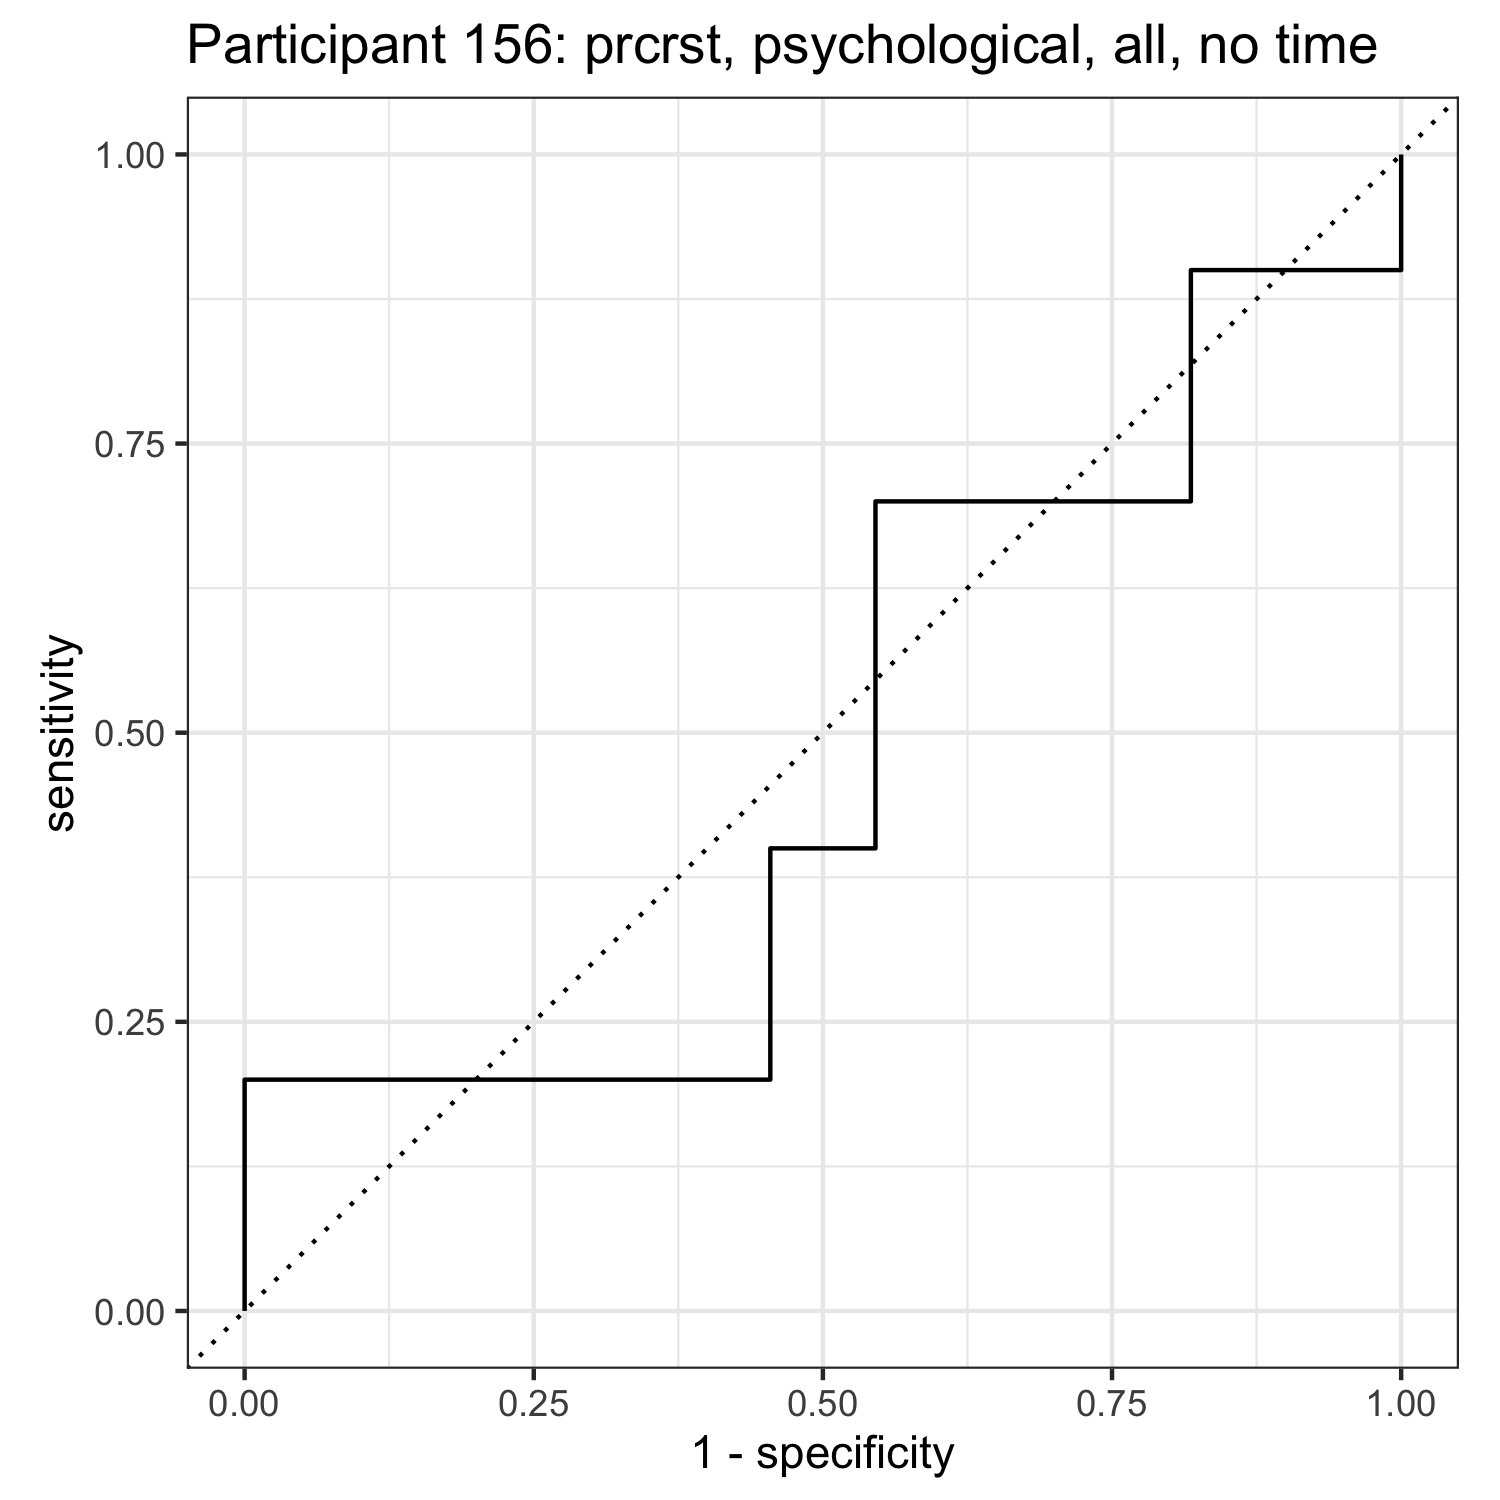 Participant 156: prcrst, psychological, all, no time
1.00
0.75
0.50
0.25
0.00
sensitivity
0.00 0.25 0.50 0.75 1.00
1 - specificity